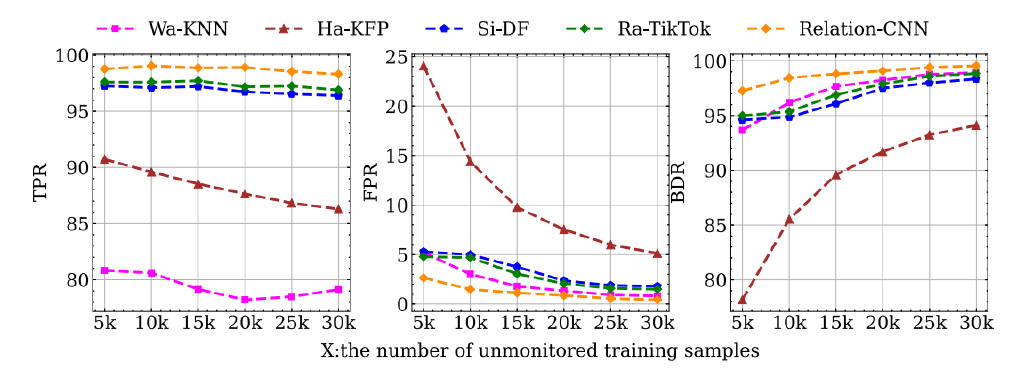 Wa-KNN Ha-KFP Si-DF Ra-TikTok Relation-CNN
TPR
100
95
90
85
80
5k 10k 15k 20k 25k 30k
FPR
25
20
15
10
5
0
5k 10k 15k 20k 25k 30k
BDR
100
95
90
85
80
5k 10k 15k 20k 25k 30k
X:the number of unmonitored training samples